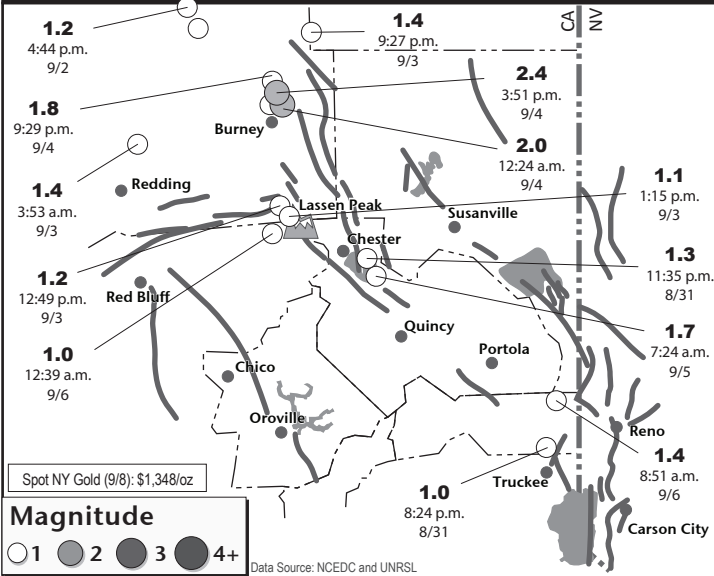 1.2
4:44 p.m.
9/2
1.4
9:27 p.m.
9/3
CA
NV
2.4
3:51 p.m.
9/4
1.8
9:29 p.m.
9/4
Burney
2.0
12:24 a.m.
9/4
1.4
3:53 a.m.
9/3
Redding
Lassen Peak
Susanville
1.1
1:15 p.m.
9/3
Chester
1.3
11:35 p.m.
8/31
1.2
12:49 p.m.
9/3
Red Bluff
1.0
12:39 a.m.
9/6
Quincy
1.7
7:24 a.m.
9/5
Portola
Chico
Oroville
Reno
1.4
8:51 a.m.
9/6
Truckee
1.0
8:24 p.m.
8/31
Carson City
Spot NY Gold (9/8): $1,348/oz
Magnitude
1 2 3 4+
Data Source: NCEDC and UNRSL